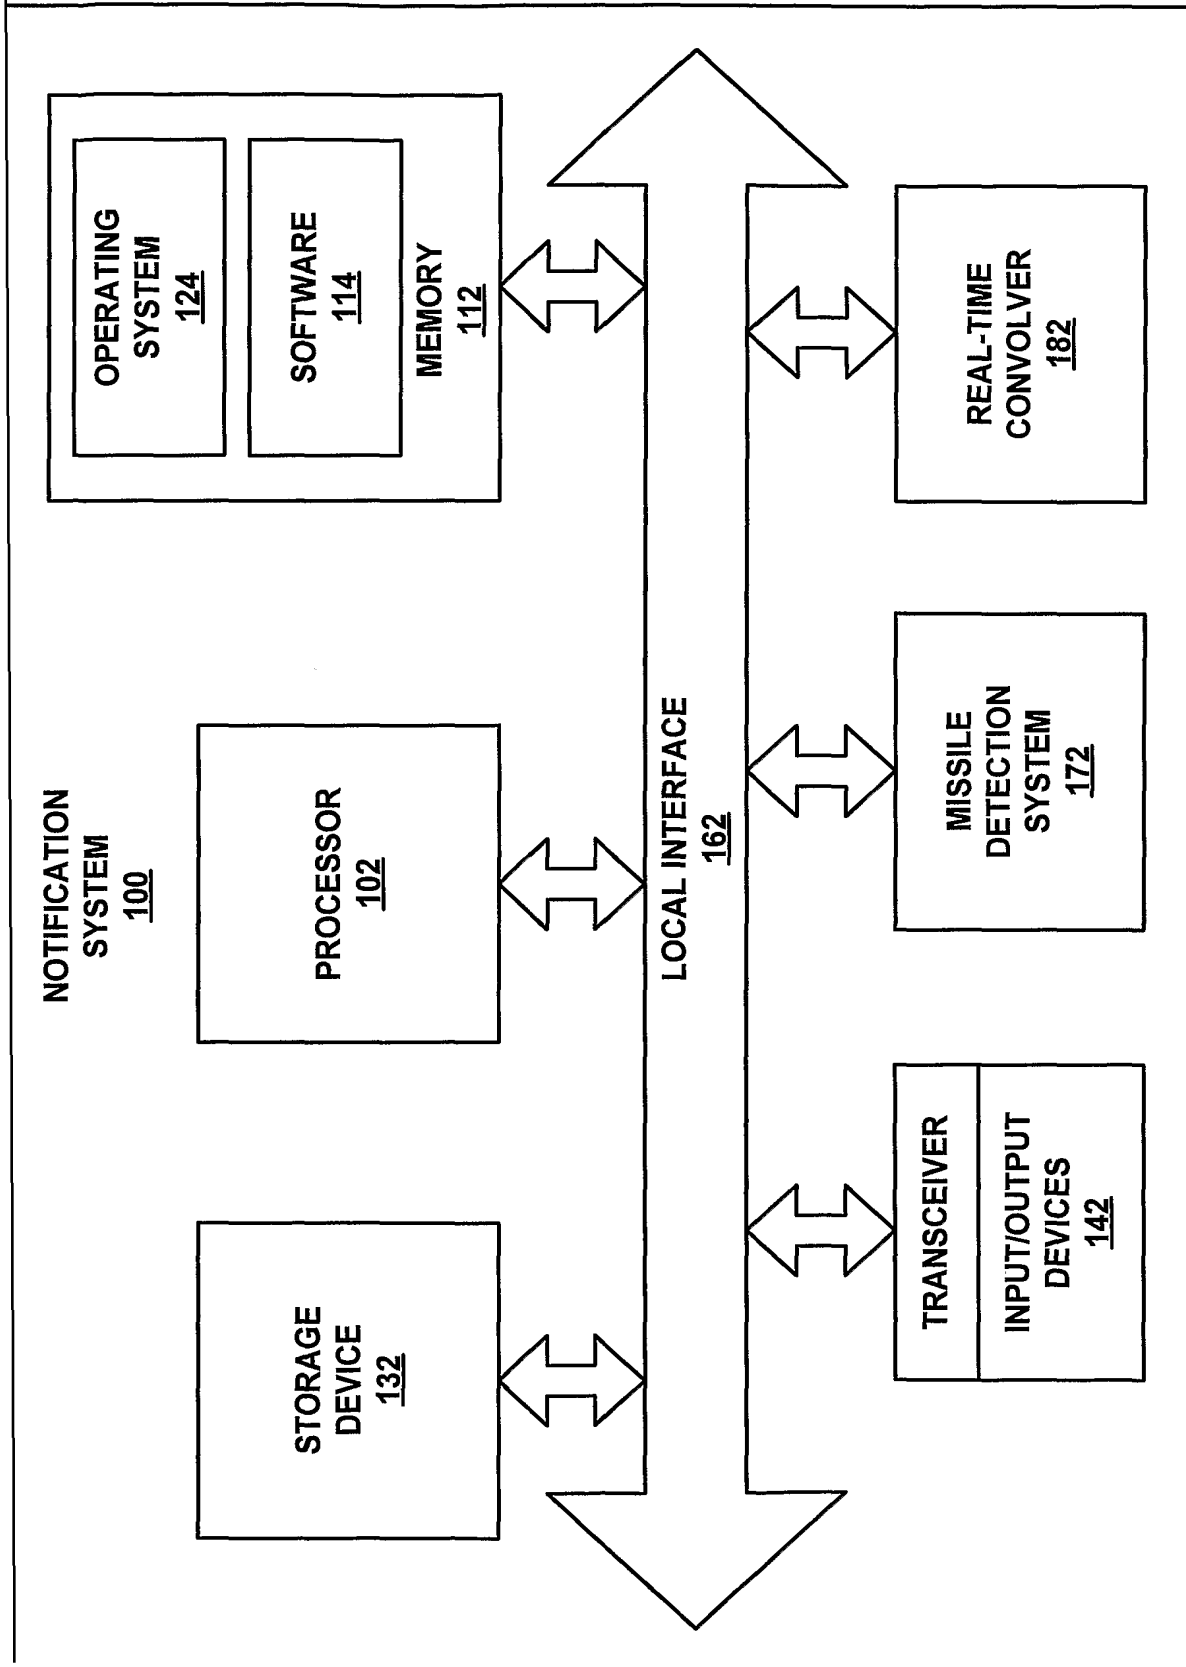 NOTIFICATION
SYSTEM
100
STORAGE
DEVICE
132
PROCESSOR
102
OPERATING
SYSTEM
124
SOFTWARE
114
MEMORY
112
LOCAL INTERFACE
162
TRANSCEIVER
INPUT/OUTPUT
DEVICES
142
MISSILE
DETECTION
SYSTEM
172
REAL-TIME
CONVOLVER
182